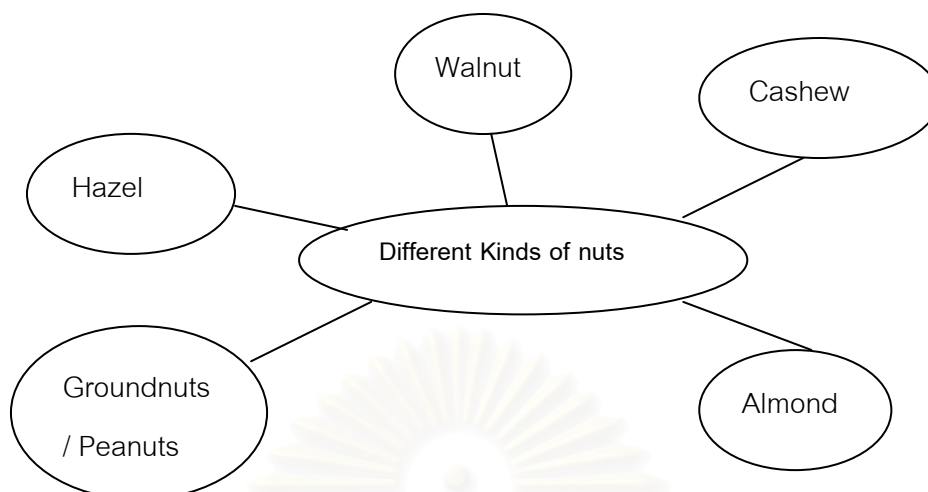 Walnut
Cashew
Hazel
Different Kinds of nuts
Groundnuts
/ Peanuts
Almond